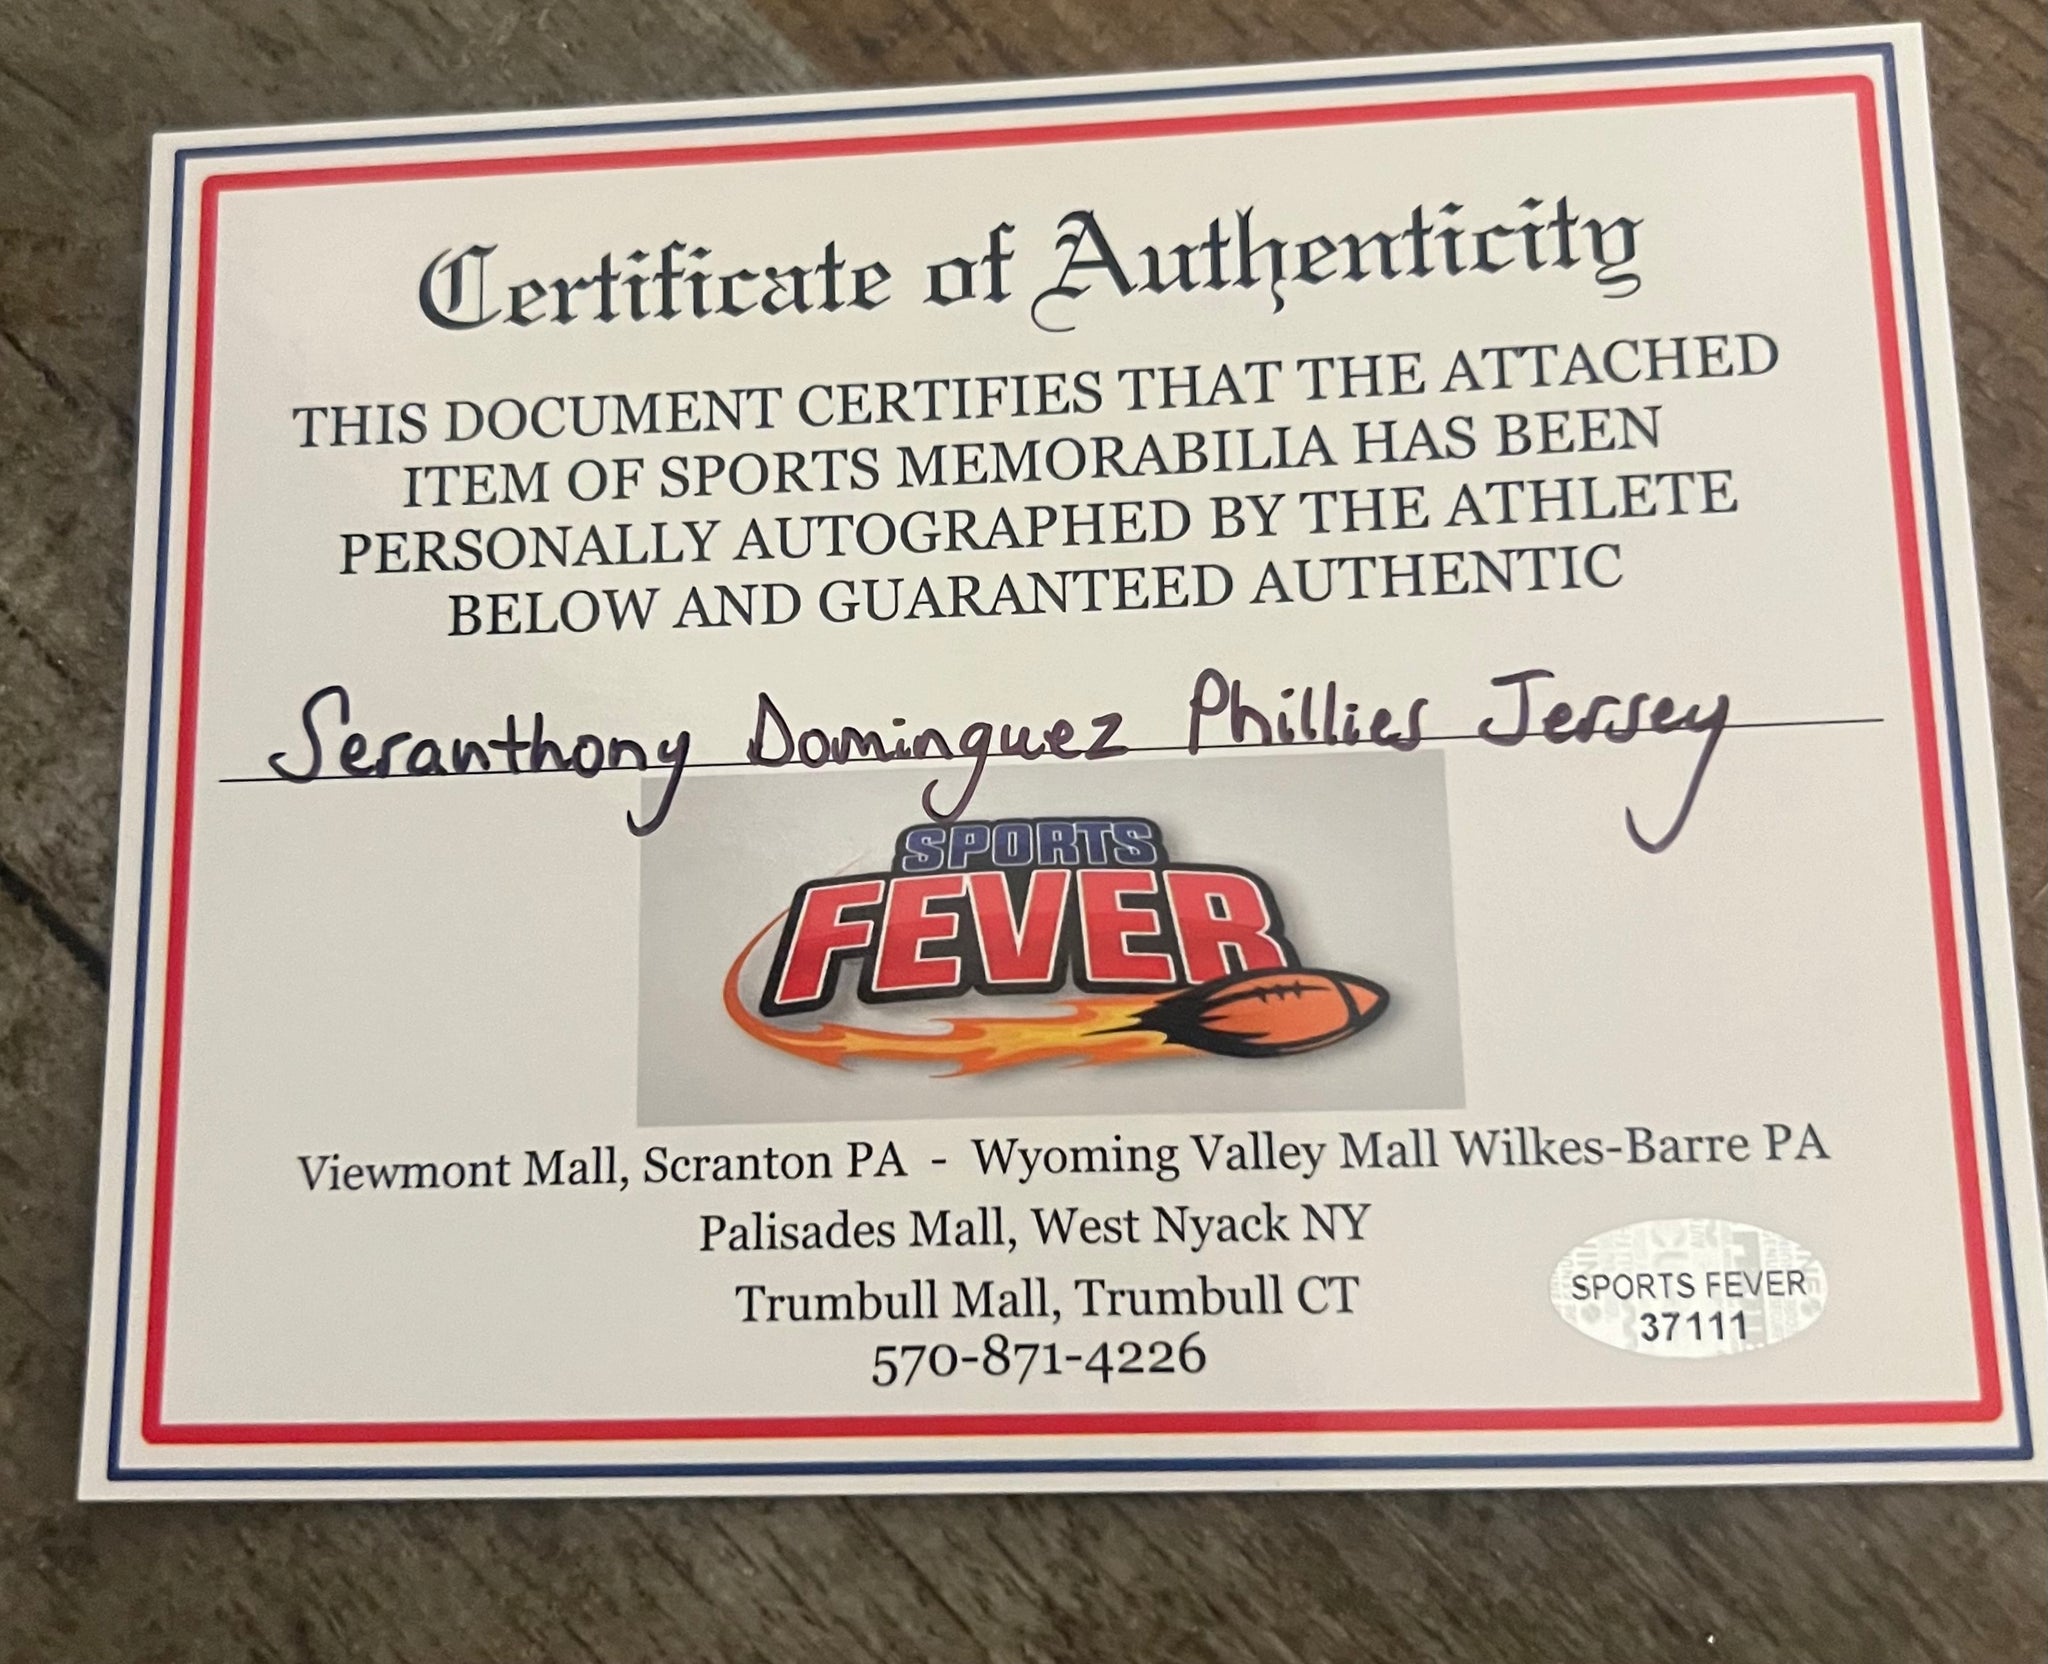 Certificate of Authenticity
THIS DOCUMENT CERTIFIES THAT THE ATTACHED
ITEM OF SPORTS MEMORABILIA HAS BEEN
PERSONALLY AUTOGRAPHED BY THE ATHLETE
BELOW AND GUARANTEED AUTHENTIC
Seranthony Dominguez Phillies Jersey
SPORTS
FEVER
Viewmont Mall, Scranton PA - Wyoming Valley Mall Wilkes-Barre PA
Palisades Mall, West Nyack NY
Trumbull Mall, Trumbull CT
570-871-4226
SPORTS FEVER
37111